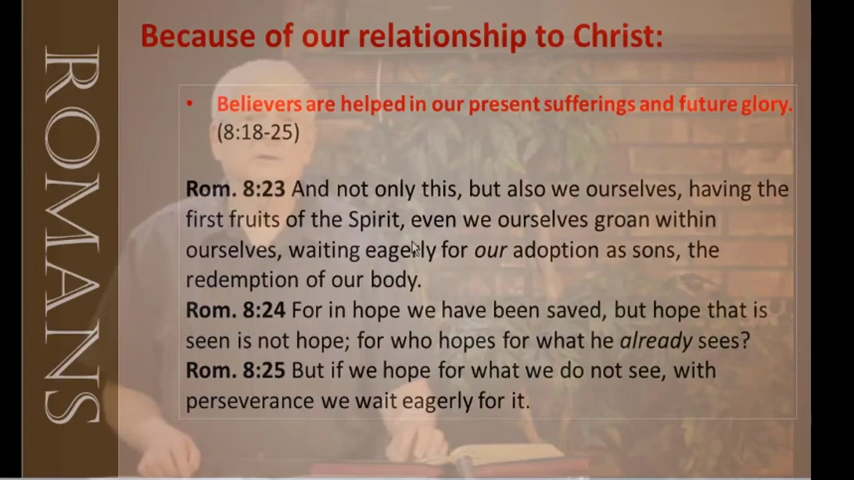 ROMANS
Because of our relationship to Christ:
• Believers are helped in our present sufferings and future glory.
(8:18-25)
Rom. 8:23 And not only this, but also we ourselves, having the
first fruits of the Spirit, even we ourselves groan within
ourselves, waiting eagerly for our adoption as sons, the
redemption of our body.
Rom. 8:24 For in hope we have been saved, but hope that is
seen is not hope; for who hopes for what he already sees?
Rom. 8:25 But if we hope for what we do not see, with
perseverance we wait eagerly for it.